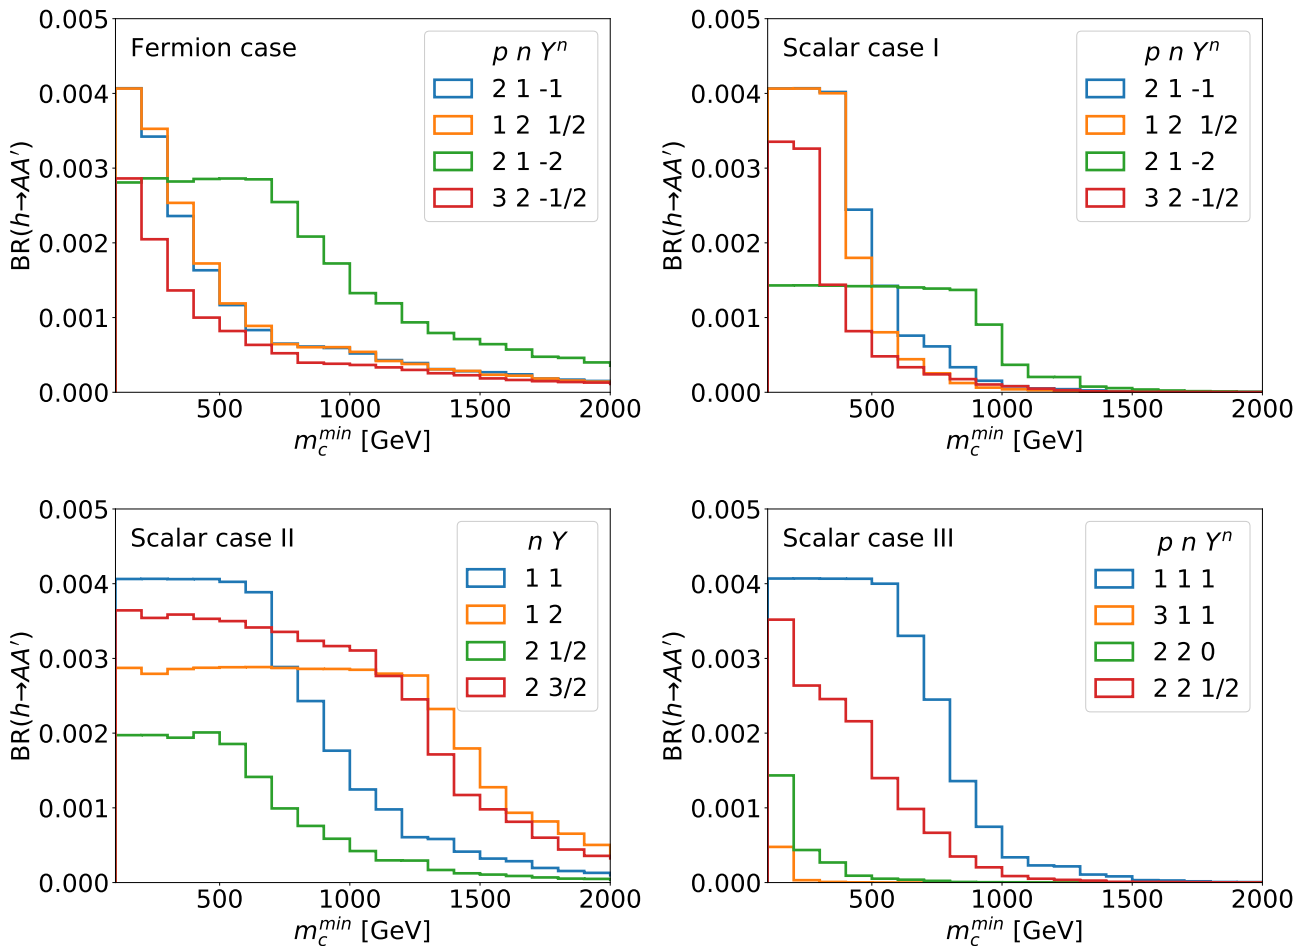 Fermion case
p n Yⁿ
2 1 -1
1 2 1/2
2 1 -2
3 2 -1/2
BR(h→AA′)
0.005
0.004
0.003
0.002
0.001
0.000
500 1000 1500 2000
m_c^min [GeV]
Scalar case I
p n Yⁿ
2 1 -1
1 2 1/2
2 1 -2
3 2 -1/2
BR(h→AA′)
0.005
0.004
0.003
0.002
0.001
0.000
500 1000 1500 2000
m_c^min [GeV]
Scalar case II
n Y
1 1
1 2
2 1/2
2 3/2
BR(h→AA′)
0.005
0.004
0.003
0.002
0.001
0.000
500 1000 1500 2000
m_c^min [GeV]
Scalar case III
p n Yⁿ
1 1 1
3 1 1
2 2 0
2 2 1/2
BR(h→AA′)
0.005
0.004
0.003
0.002
0.001
0.000
500 1000 1500 2000
m_c^min [GeV]